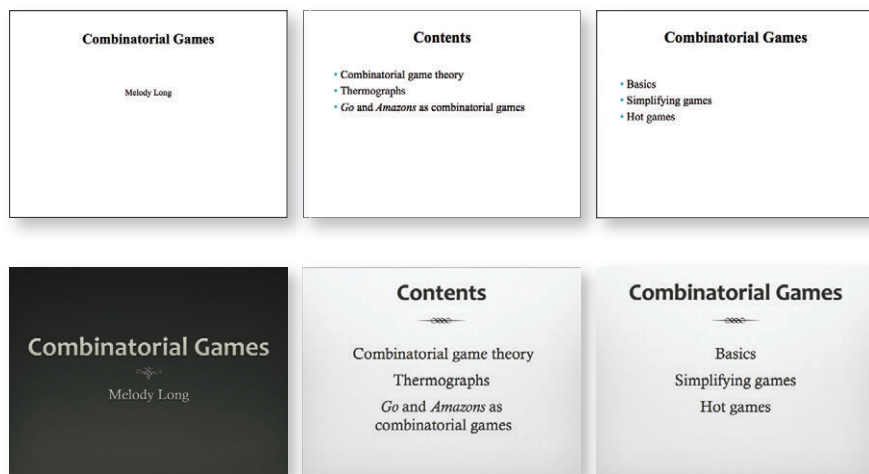 Combinatorial Games
Melody Long
Contents
• Combinatorial game theory
• Thermographs
• Go and Amazons as combinatorial games
Combinatorial Games
• Basics
• Simplifying games
• Hot games
Combinatorial Games
Melody Long
Contents
Combinatorial game theory
Thermographs
Go and Amazons as
combinatorial games
Combinatorial Games
Basics
Simplifying games
Hot games